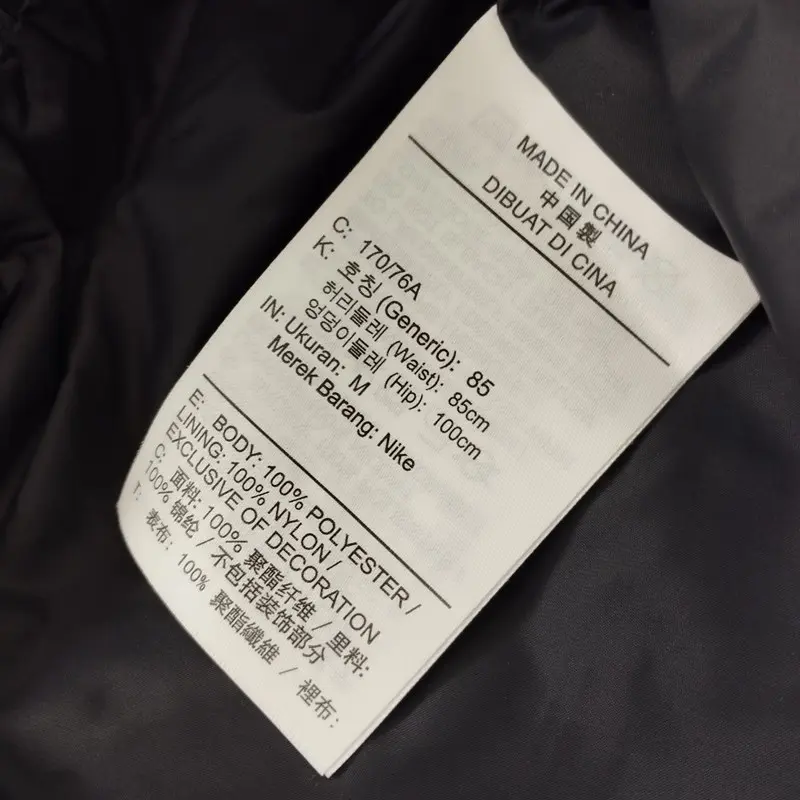 MADE IN CHINA
中国製
DIBUAT DI CINA
C: 170/76A
K: 호칭 (Generic): 85
허리둘레 (Waist): 85cm
엉덩이둘레 (Hip): 100cm
IN: Ukuran: M
Merek Barang: Nike
E: BODY: 100% POLYESTER /
LINING: 100% NYLON /
EXCLUSIVE OF DECORATION
C: 面料: 100% 聚酯纤维 / 里料:
100% 锦纶 / 不包括装饰部分
T: 表布: 100% 聚酯纖維 / 裡布: